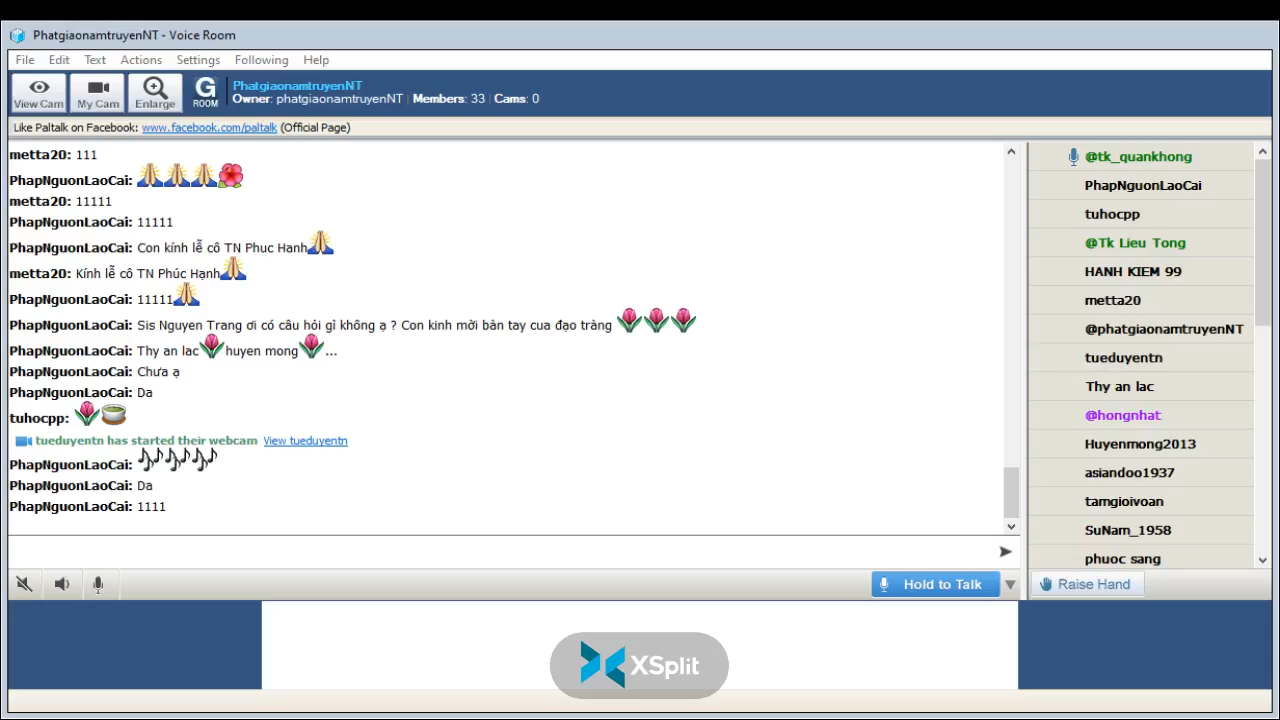 PhatgiaonamtruyenNT - Voice Room
File Edit Text Actions Settings Following Help
View Cam
My Cam
Enlarge
G ROOM
PhatgiaonamtruyenNT
Owner: phatgiaonamtruyenNT | Members: 33 | Cams: 0
Like Paltalk on Facebook: www.facebook.com/paltalk (Official Page)
metta20: 111
PhapNguonLaoCai:
metta20: 11111
PhapNguonLaoCai: 11111
PhapNguonLaoCai: Con kính lễ cô TN Phuc Hanh
metta20: Kính lễ cô TN Phúc Hạnh
PhapNguonLaoCai: 11111
PhapNguonLaoCai: Sis Nguyen Trang ơi có câu hỏi gì không ạ ? Con kinh mời bàn tay cua đạo tràng
PhapNguonLaoCai: Thy an lac huyen mong ...
PhapNguonLaoCai: Chưa ạ
PhapNguonLaoCai: Da
tuhocpp:
tueduyentn has started their webcam View tueduyentn
PhapNguonLaoCai:
PhapNguonLaoCai: Da
PhapNguonLaoCai: 1111
@tk_quankhong
PhapNguonLaoCai
tuhocpp
@Tk Lieu Tong
HANH KIEM 99
metta20
@phatgiaonamtruyenNT
tueduyentn
Thy an lac
@hongnhat
Huyenmong2013
asiandoo1937
tamgioivoan
SuNam_1958
phuoc sang
Hold to Talk
Raise Hand
XSplit